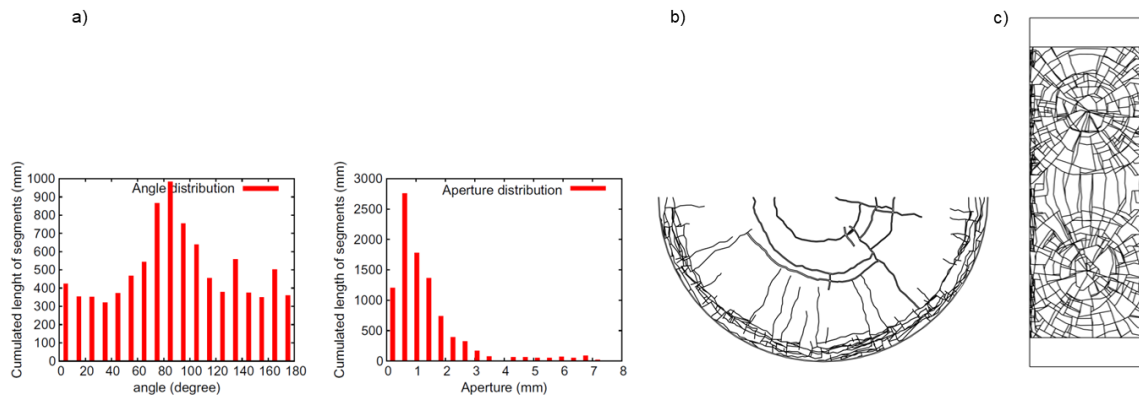 a)
b)
c)
Angle distribution
Cumulated lenght of segments (mm)
1000
900
800
700
600
500
400
300
200
100
0
0 20 40 60 80 100 120 140 160 180
angle (degree)
Aperture distribution
Cumulated lenght of segments (mm)
3000
2500
2000
1500
1000
500
0
0 1 2 3 4 5 6 7 8
Aperture (mm)